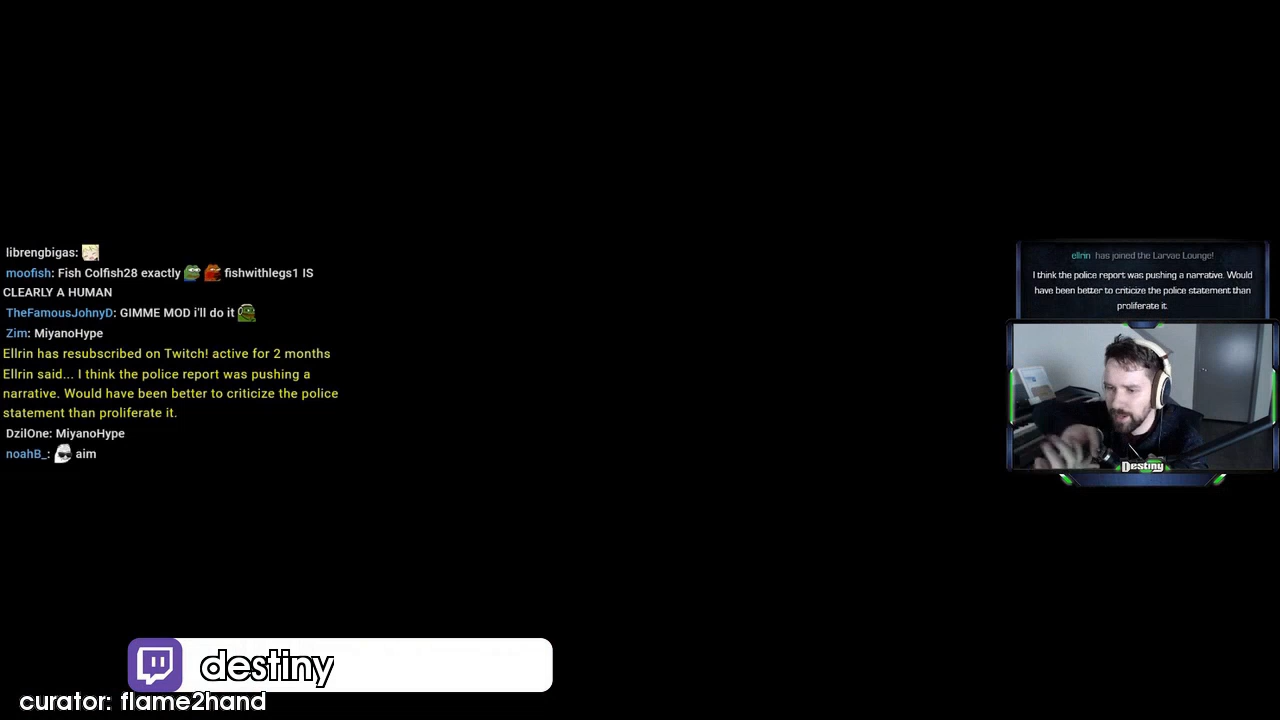 librengbigas:
moofish: Fish Colfish28 exactly fishwithlegs1 IS
CLEARLY A HUMAN
TheFamousJohnyD: GIMME MOD i'll do it
Zim: MiyanoHype
Ellrin has resubscribed on Twitch! active for 2 months
Ellrin said... I think the police report was pushing a
narrative. Would have been better to criticize the police
statement than proliferate it.
DzilOne: MiyanoHype
noahB_: aim
ellrin has joined the Larvae Lounge!
I think the police report was pushing a narrative. Would
have been better to criticize the police statement than
proliferate it.
Destiny
destiny
curator: flame2hand